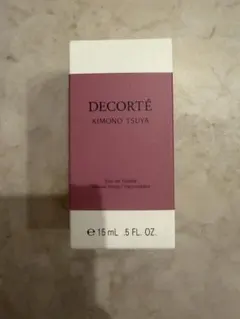 DECORTÉ
KIMONO TSUYA
Eau de Toilette
℮ 15 mL .5 FL. OZ.